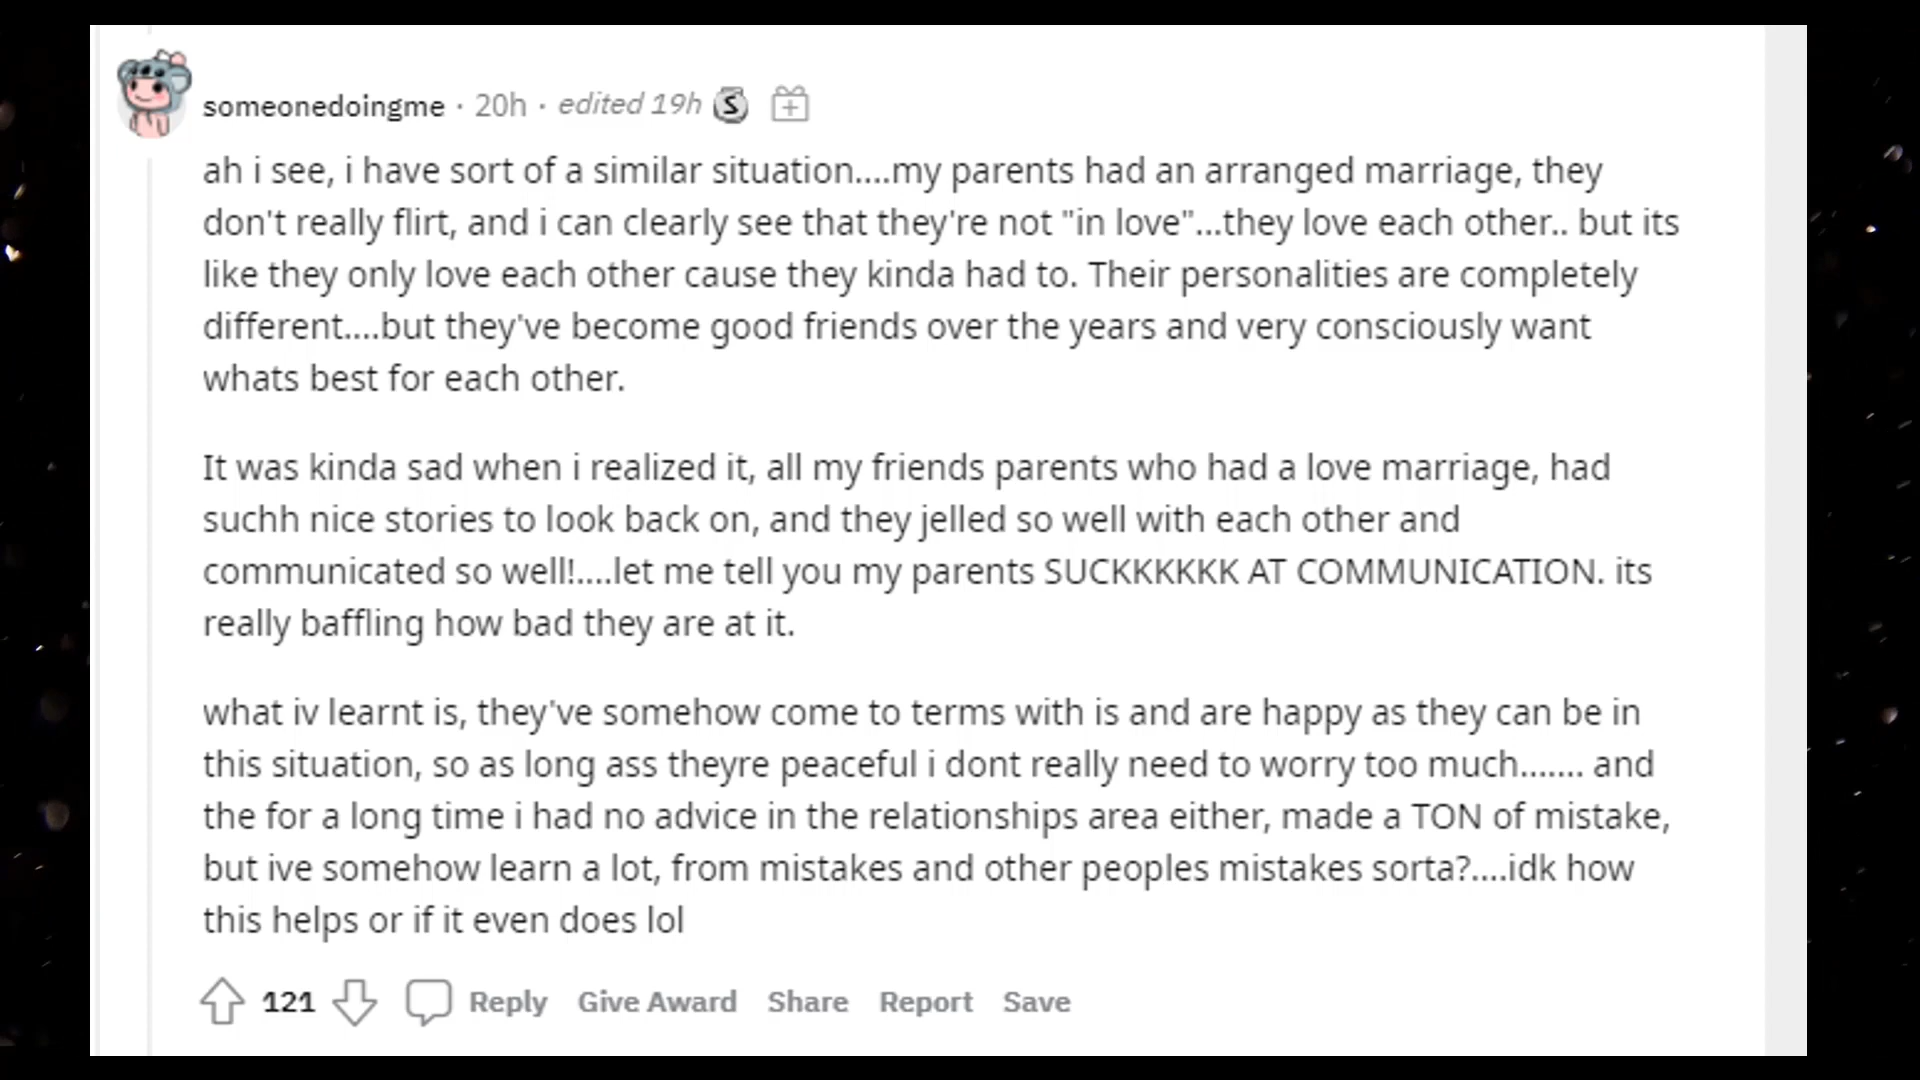 someonedoingme · 20h · edited 19h S
ah i see, i have sort of a similar situation....my parents had an arranged marriage, they
don't really flirt, and i can clearly see that they're not "in love"...they love each other.. but its
like they only love each other cause they kinda had to. Their personalities are completely
different....but they've become good friends over the years and very consciously want
whats best for each other.
It was kinda sad when i realized it, all my friends parents who had a love marriage, had
suchh nice stories to look back on, and they jelled so well with each other and
communicated so well!....let me tell you my parents SUCKKKKKK AT COMMUNICATION. its
really baffling how bad they are at it.
what iv learnt is, they've somehow come to terms with is and are happy as they can be in
this situation, so as long ass theyre peaceful i dont really need to worry too much....... and
the for a long time i had no advice in the relationships area either, made a TON of mistake,
but ive somehow learn a lot, from mistakes and other peoples mistakes sorta?....idk how
this helps or if it even does lol
121 Reply Give Award Share Report Save